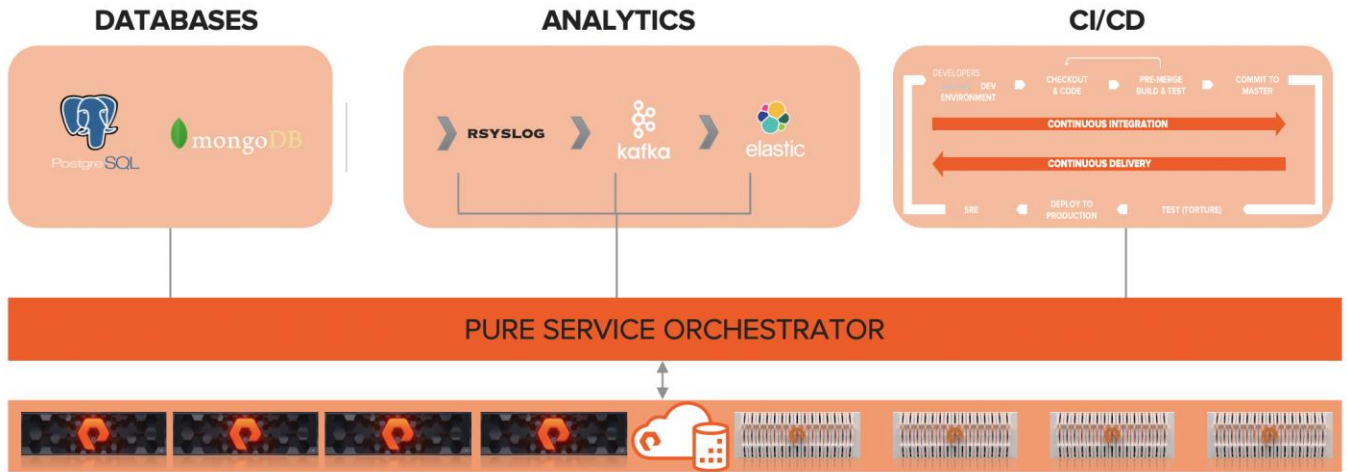 DATABASES
ANALYTICS
CI/CD
PostgreSQL
mongoDB
RSYSLOG
kafka
elastic
DEVELOPERS
DEV
ENVIRONMENT
CHECKOUT
& CODE
PRE-MERGE
BUILD & TEST
COMMIT TO
MASTER
CONTINUOUS INTEGRATION
CONTINUOUS DELIVERY
SRE
DEPLOY TO
PRODUCTION
TEST (TORTURE)
PURE SERVICE ORCHESTRATOR